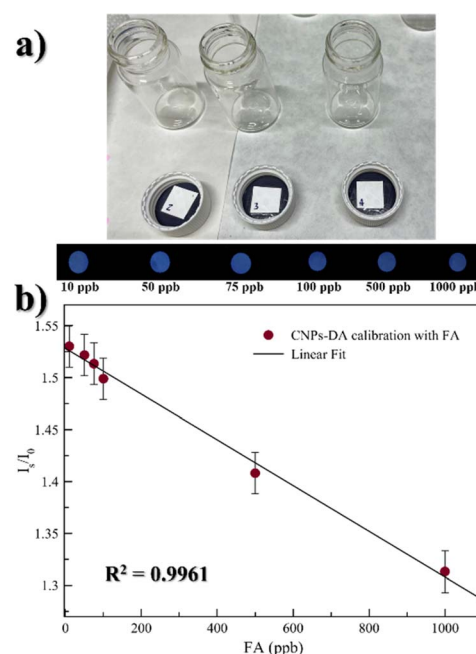 a)
2 3 4
10 ppb 50 ppb 75 ppb 100 ppb 500 ppb 1000 ppb
b)
CNPs-DA calibration with FA
Linear Fit
1.55
1.5
1.45
1.4
1.35
1.3
I_s/I_0
R² = 0.9961
0 200 400 600 800 1000
FA (ppb)